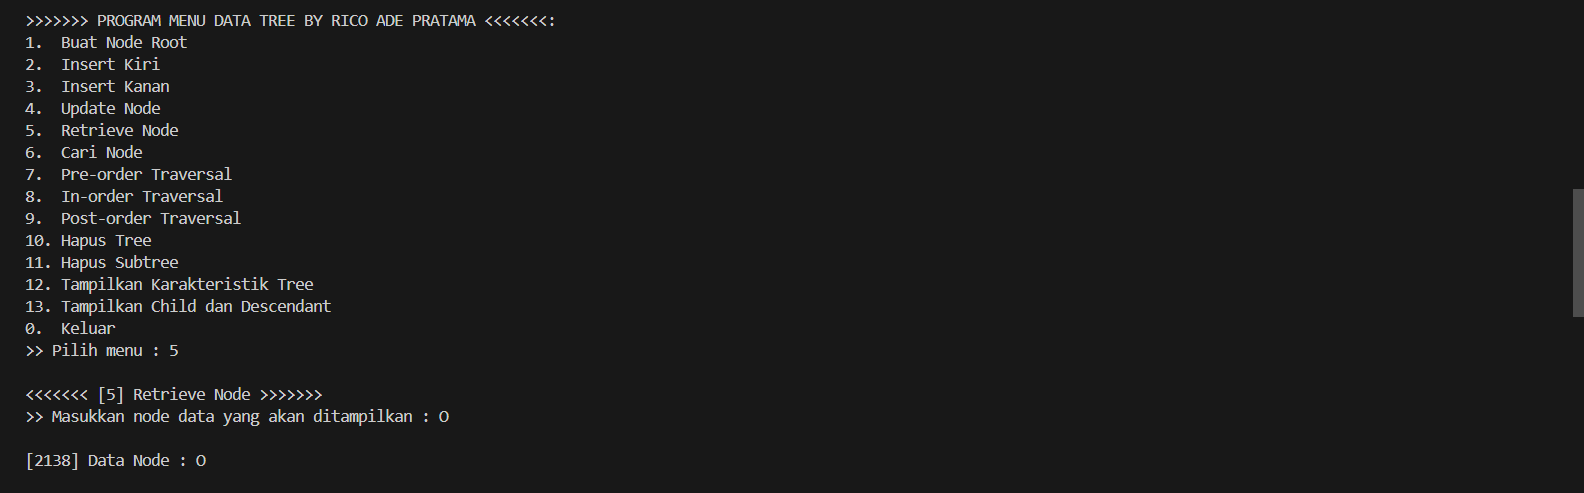 >>>>>>> PROGRAM MENU DATA TREE BY RICO ADE PRATAMA <<<<<<<:
1.  Buat Node Root
2.  Insert Kiri
3.  Insert Kanan
4.  Update Node
5.  Retrieve Node
6.  Cari Node
7.  Pre-order Traversal
8.  In-order Traversal
9.  Post-order Traversal
10. Hapus Tree
11. Hapus Subtree
12. Tampilkan Karakteristik Tree
13. Tampilkan Child dan Descendant
0.  Keluar
>> Pilih menu : 5
<<<<<<< [5] Retrieve Node >>>>>>>
>> Masukkan node data yang akan ditampilkan : O
[2138] Data Node : O